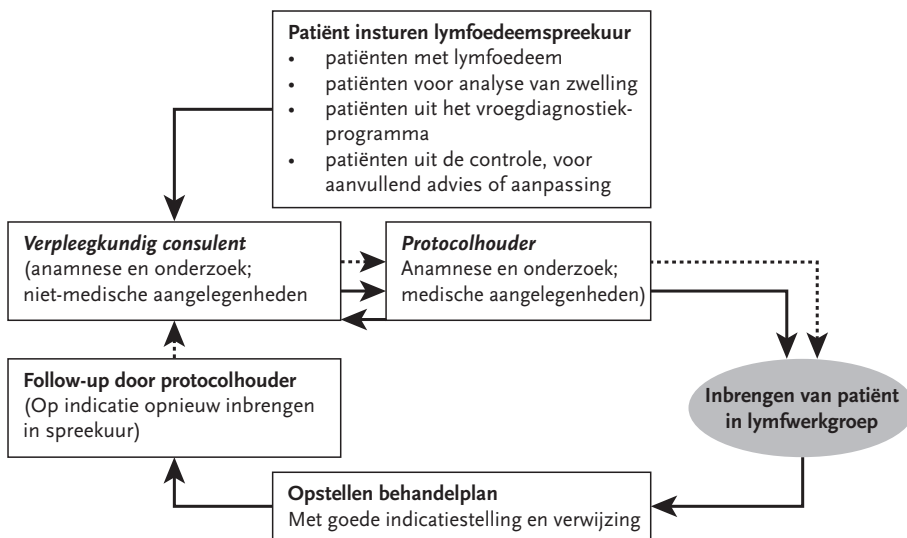 Patiënt insturen lymfoedeemspreekuur
• patiënten met lymfoedeem
• patiënten voor analyse van zwelling
• patiënten uit het vroegdiagnostiek-
programma
• patiënten uit de controle, voor
aanvullend advies of aanpassing
Verpleegkundig consulent
(anamnese en onderzoek;
niet-medische aangelegenheden
Protocolhouder
Anamnese en onderzoek;
medische aangelegenheden)
Follow-up door protocolhouder
(Op indicatie opnieuw inbrengen
in spreekuur)
Inbrengen van patiënt
in lymfwerkgroep
Opstellen behandelplan
Met goede indicatiestelling en verwijzing